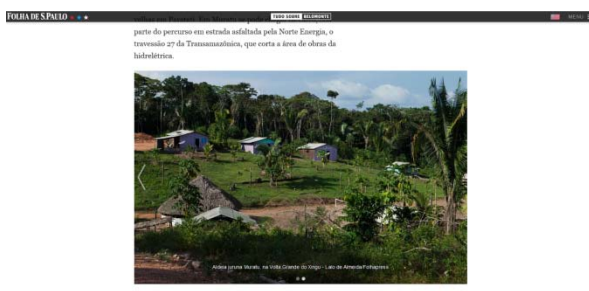 FOLHA DE S.PAULO
TUDO SOBRE BELO MONTE
MENU
parte do percurso em estrada asfaltada pela Norte Energia, o
travessão 27 da Transamazônica, que corta a área de obras da
hidrelétrica.
Aldeia juruna Muratu, na Volta Grande do Xingu - Lalo de Almeida/Folhapress